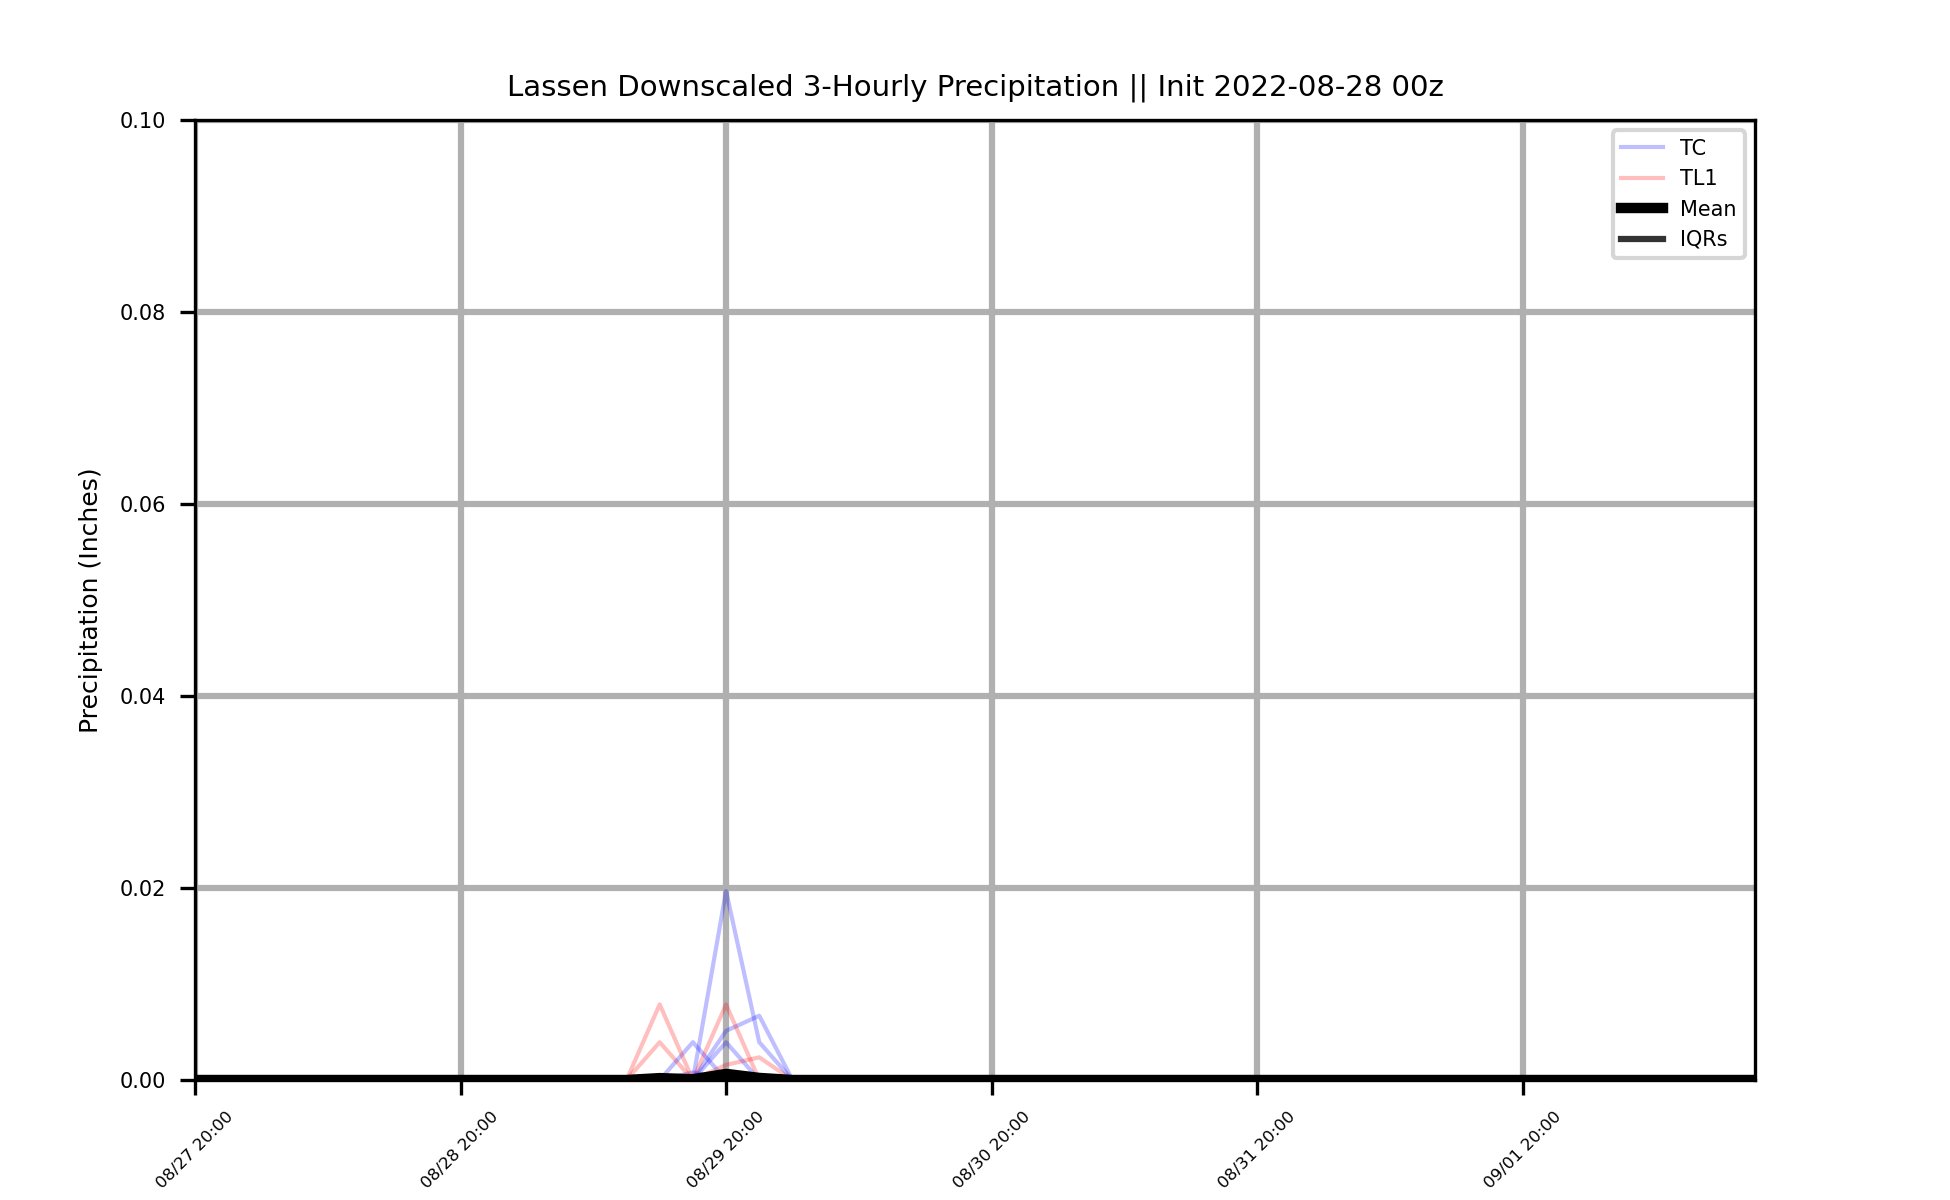 Lassen Downscaled 3-Hourly Precipitation || Init 2022-08-28 00z
0.10
0.08
0.06
0.04
0.02
0.00
Precipitation (Inches)
TC
TL1
Mean
IQRs
08/27 20:00
08/28 20:00
08/29 20:00
08/30 20:00
08/31 20:00
09/01 20:00